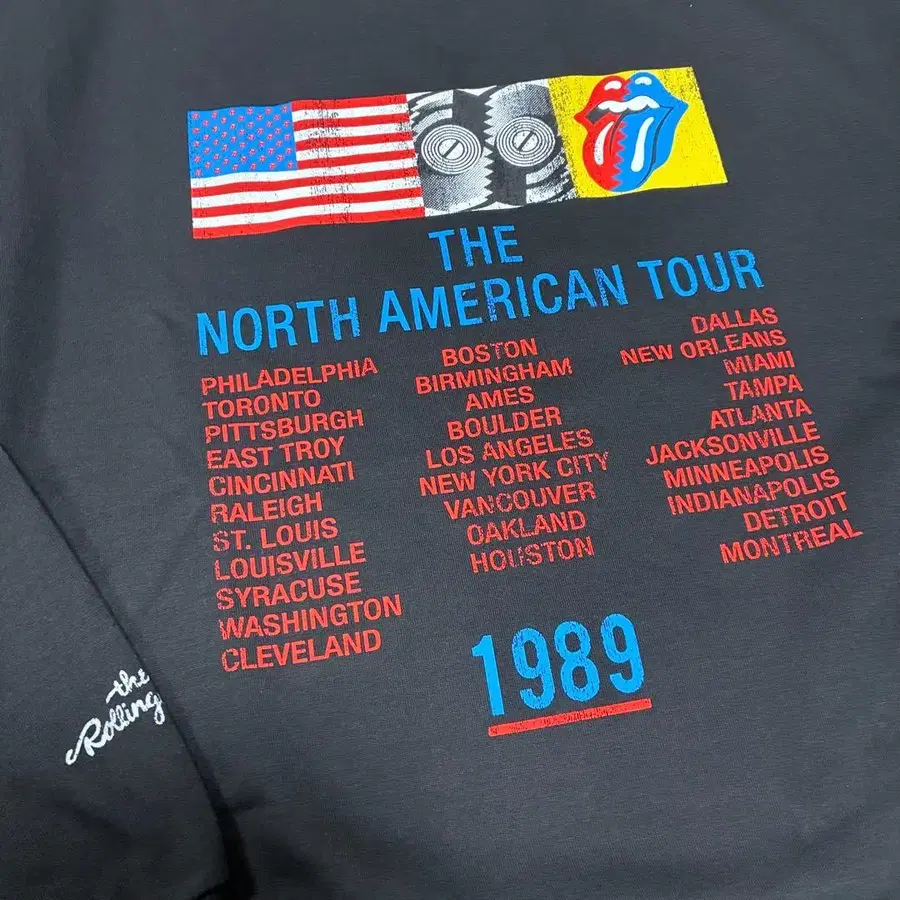 THE
NORTH AMERICAN TOUR
PHILADELPHIA
TORONTO
PITTSBURGH
EAST TROY
CINCINNATI
RALEIGH
ST. LOUIS
LOUISVILLE
SYRACUSE
WASHINGTON
CLEVELAND
BOSTON
BIRMINGHAM
AMES
BOULDER
LOS ANGELES
NEW YORK CITY
VANCOUVER
OAKLAND
HOUSTON
DALLAS
NEW ORLEANS
MIAMI
TAMPA
ATLANTA
JACKSONVILLE
MINNEAPOLIS
INDIANAPOLIS
DETROIT
MONTREAL
1989
the
Rolling